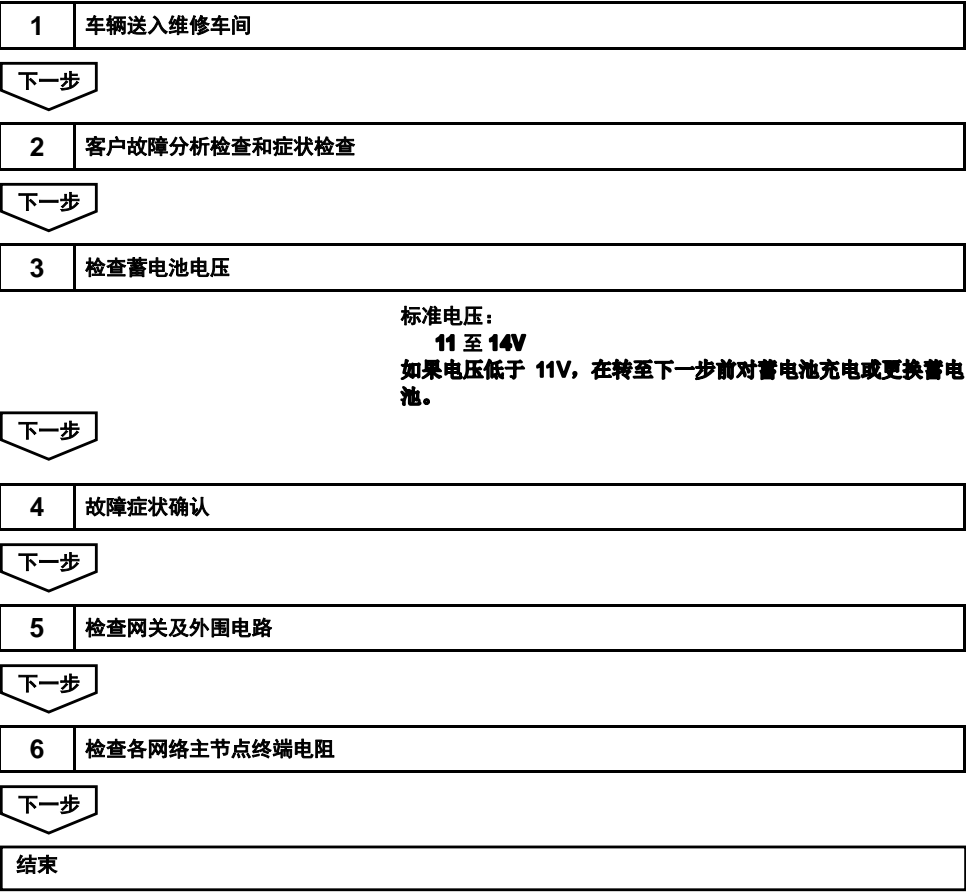 1 车辆送入维修车间
下一步
2 客户故障分析检查和症状检查
下一步
3 检查蓄电池电压
标准电压：
11 至 14V
如果电压低于 11V，在转至下一步前对蓄电池充电或更换蓄电
池。
下一步
4 故障症状确认
下一步
5 检查网关及外围电路
下一步
6 检查各网络主节点终端电阻
下一步
结束